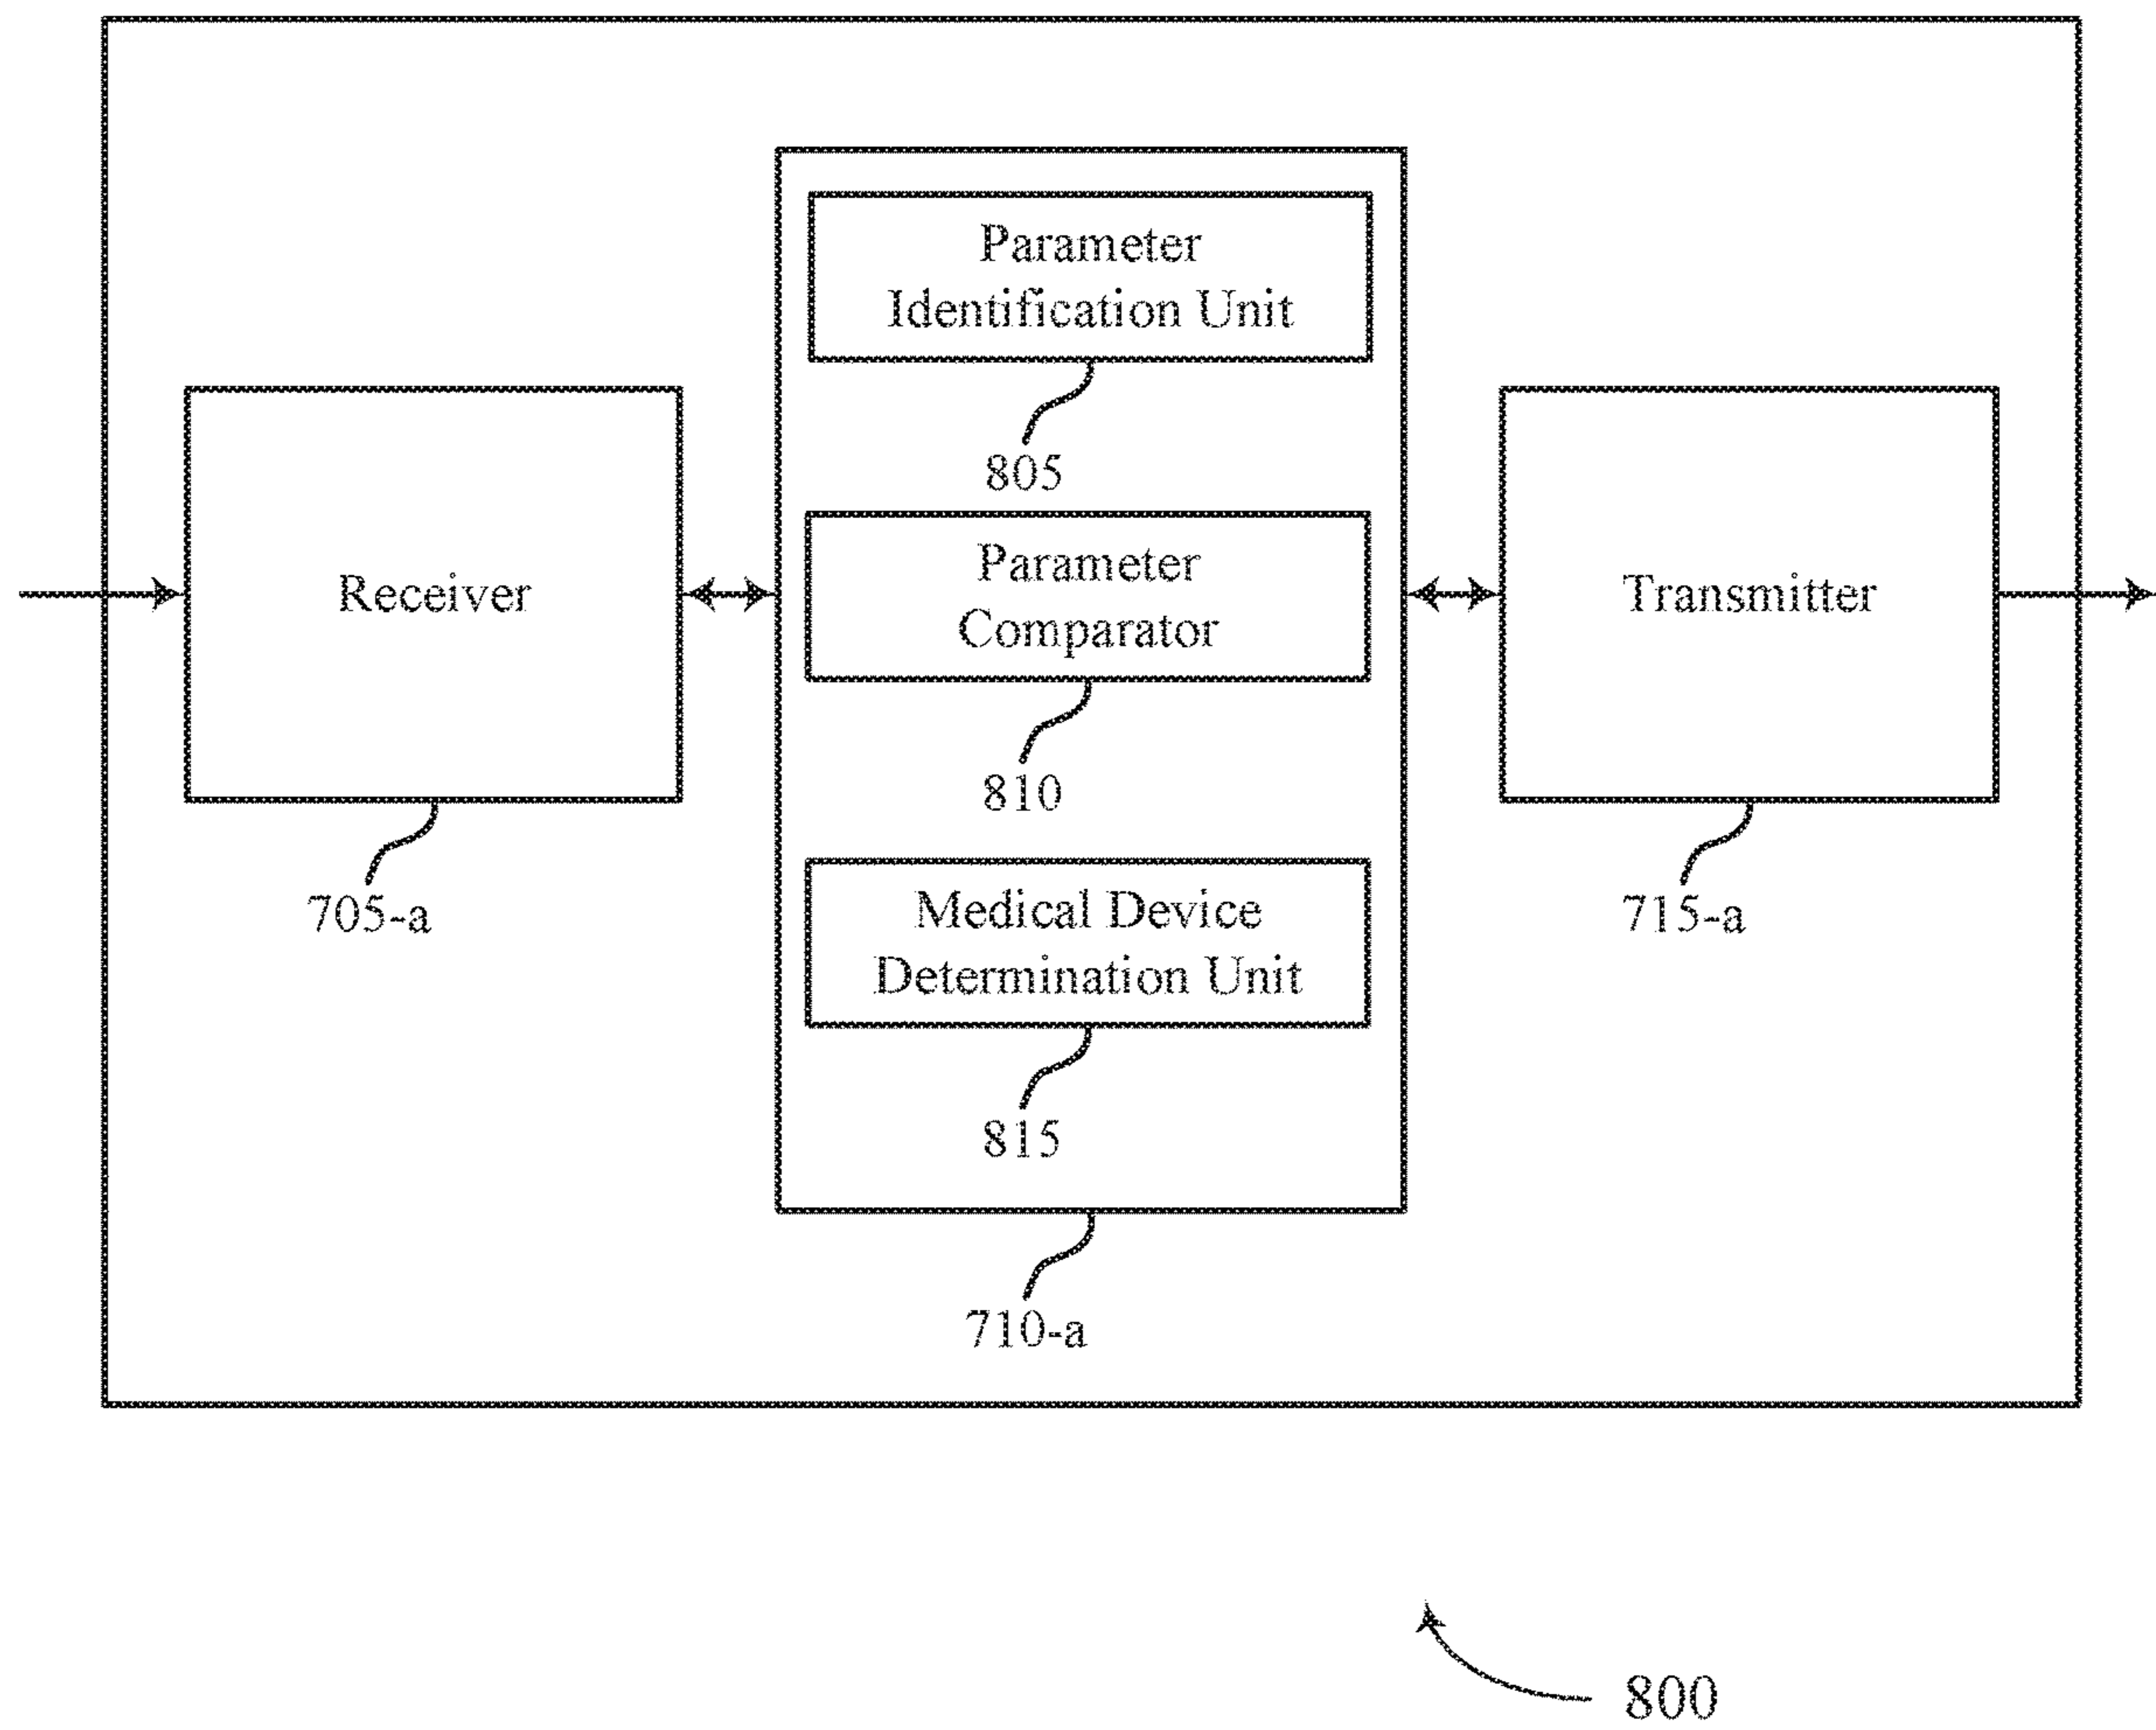 Parameter
Identification Unit
805
Receiver
705-a
Parameter
Comparator
810
Medical Device
Determination Unit
815
710-a
Transmitter
715-a
800